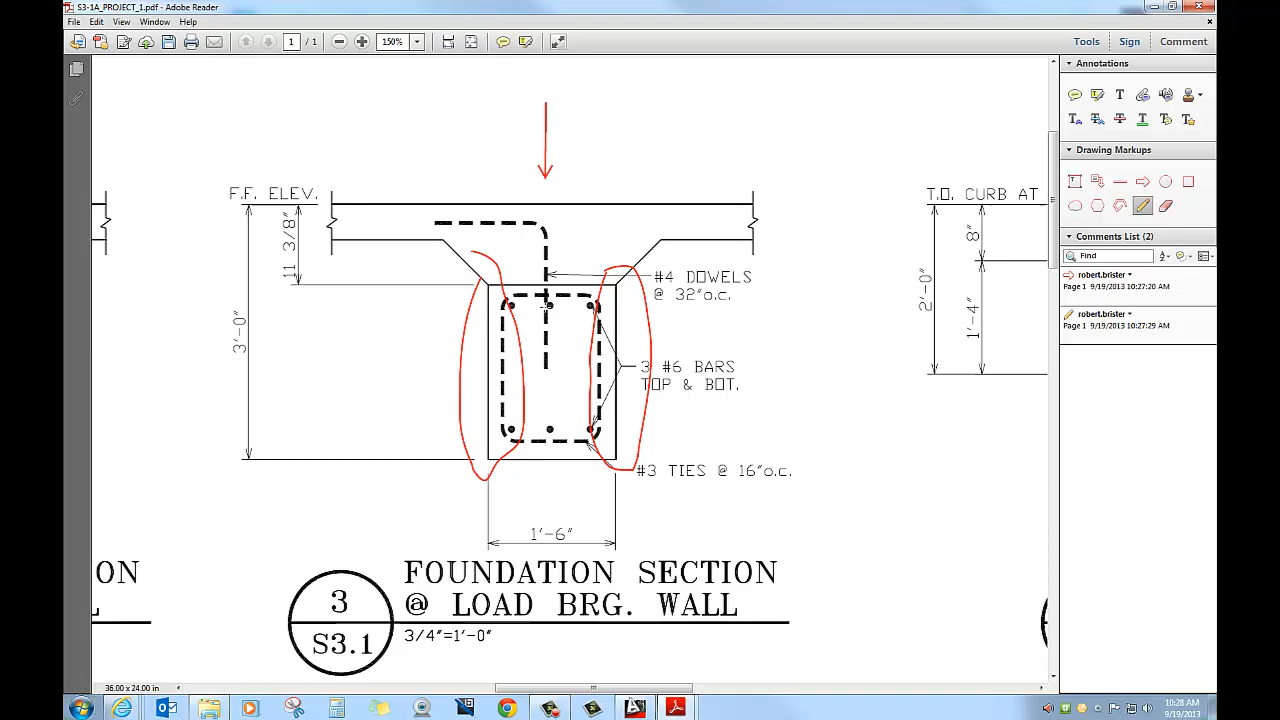 S3-1A_PROJECT_1.pdf - Adobe Reader
File Edit View Window Help
1 / 1
150%
Tools Sign Comment
Annotations
Drawing Markups
Comments List (2)
Find
robert.brister
Page 1 9/19/2013 10:27:20 AM
robert.brister
Page 1 9/19/2013 10:27:29 AM
F.F. ELEV.
11 3/8"
3'-0"
#4 DOWELS
@ 32"o.c.
3 #6 BARS
TOP & BOT.
#3 TIES @ 16"o.c.
1'-6"
T.O. CURB AT
8"
2'-0"
1'-4"
ON
3
S3.1
FOUNDATION SECTION
@ LOAD BRG. WALL
3/4"=1'-0"
36.00 x 24.00 in
10:28 AM
9/19/2013